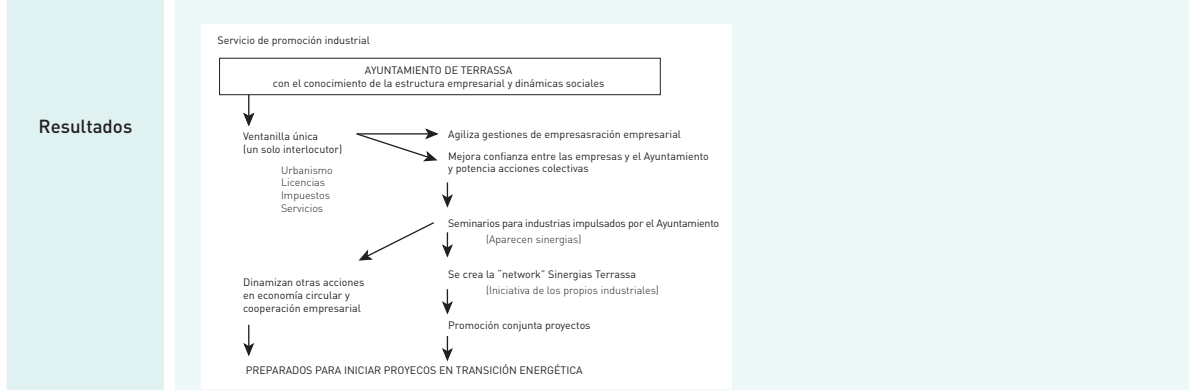 Resultados
Servicio de promoción industrial
AYUNTAMIENTO DE TERRASSA
con el conocimiento de la estructura empresarial y dinámicas sociales
Ventanilla única
(un solo interlocutor)
Urbanismo
Licencias
Impuestos
Servicios
Agiliza gestiones de empresasración empresarial
Mejora confianza entre las empresas y el Ayuntamiento
y potencia acciones colectivas
Seminarios para industrias impulsados por el Ayuntamiento
(Aparecen sinergias)
Se crea la "network" Sinergias Terrassa
(Iniciativa de los propios industriales)
Dinamizan otras acciones
en economía circular y
cooperación empresarial
Promoción conjunta proyectos
PREPARADOS PARA INICIAR PROYECOS EN TRANSICIÓN ENERGÉTICA